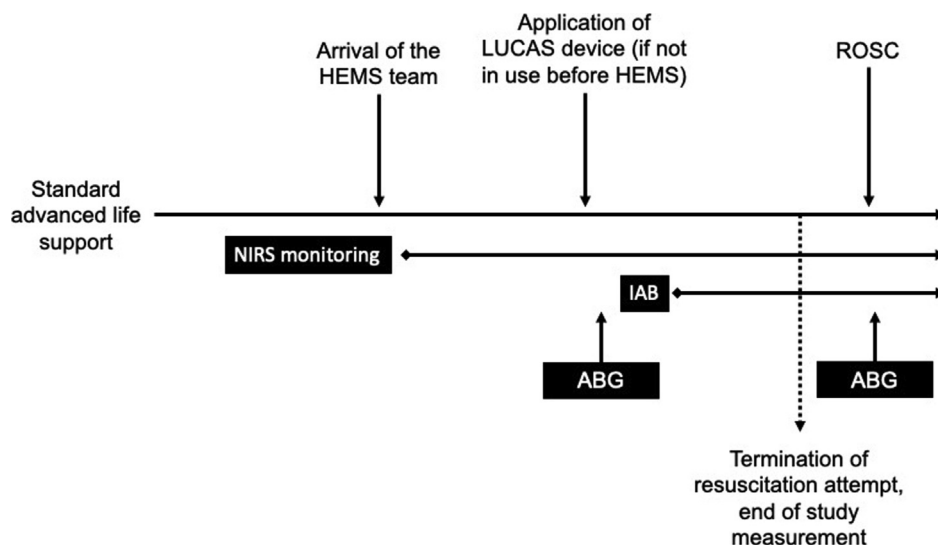 Arrival of the
HEMS team
Application of
LUCAS device (if not
in use before HEMS)
ROSC
Standard
advanced life
support
NIRS monitoring
IAB
ABG
ABG
Termination of
resuscitation attempt,
end of study
measurement